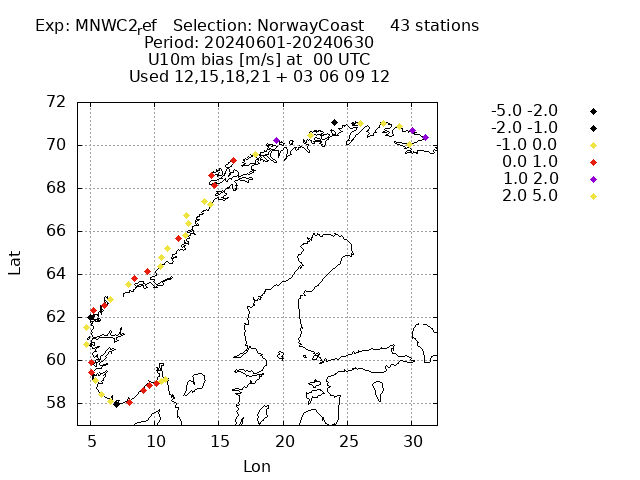 Exp: MNWC2ref   Selection: NorwayCoast     43 stations
Period: 20240601-20240630
U10m bias [m/s] at  00 UTC
Used 12,15,18,21 + 03 06 09 12
72
70
68
66
64
62
60
58
Lat
5 10 15 20 25 30
Lon
-5.0 -2.0
-2.0 -1.0
-1.0 0.0
0.0 1.0
1.0 2.0
2.0 5.0